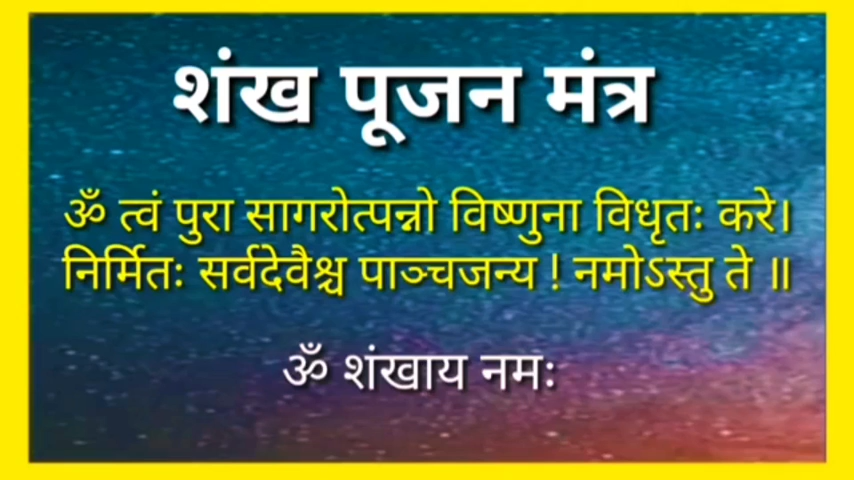 शंख पूजन मंत्र
ॐ त्वं पुरा सागरोत्पन्नो विष्णुना विधृतः करे।
निर्मितः सर्वदेवैश्च पाञ्चजन्य ! नमोऽस्तु ते ॥
ॐ शंखाय नमः